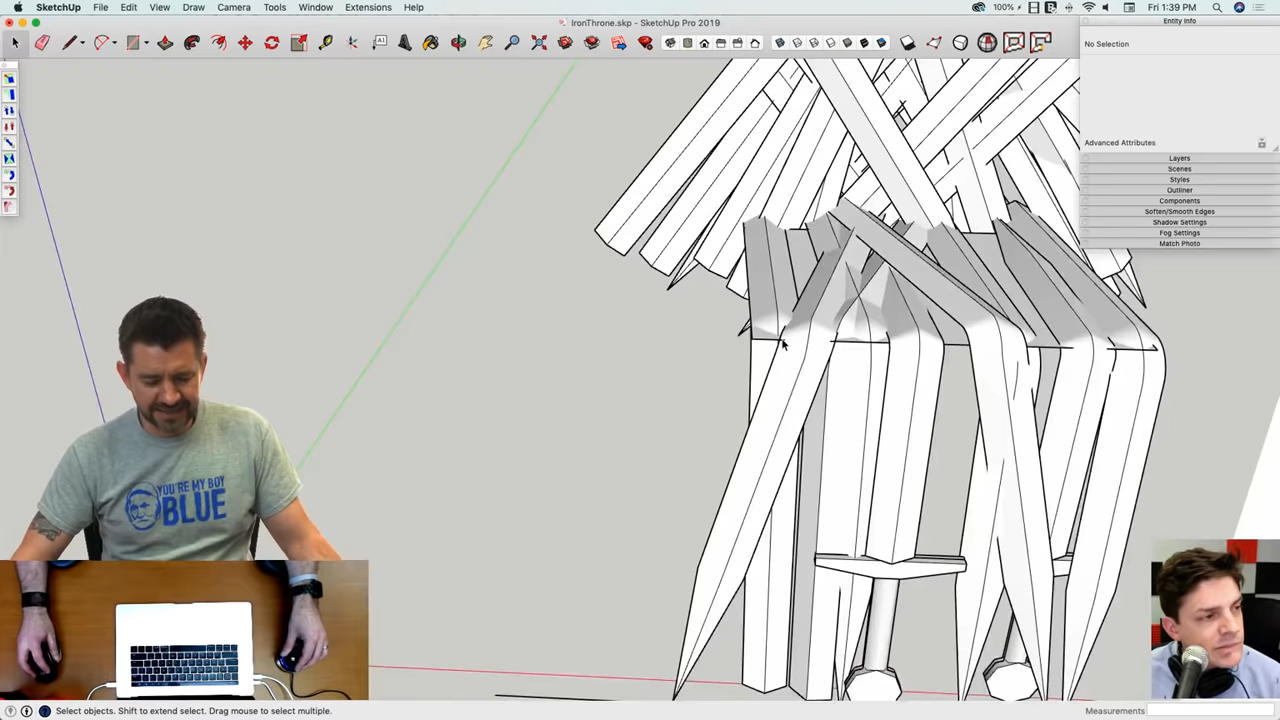 SketchUp File Edit View Draw Camera Tools Window Extensions Help
100% Fri 1:39 PM
IronThrone.skp - SketchUp Pro 2019
Entity Info
No Selection
Advanced Attributes
Layers
Scenes
Styles
Outliner
Components
Soften/Smooth Edges
Shadow Settings
Fog Settings
Match Photo
YOU'RE MY BOY
BLUE
Select objects. Shift to extend select. Drag mouse to select multiple.
Measurements